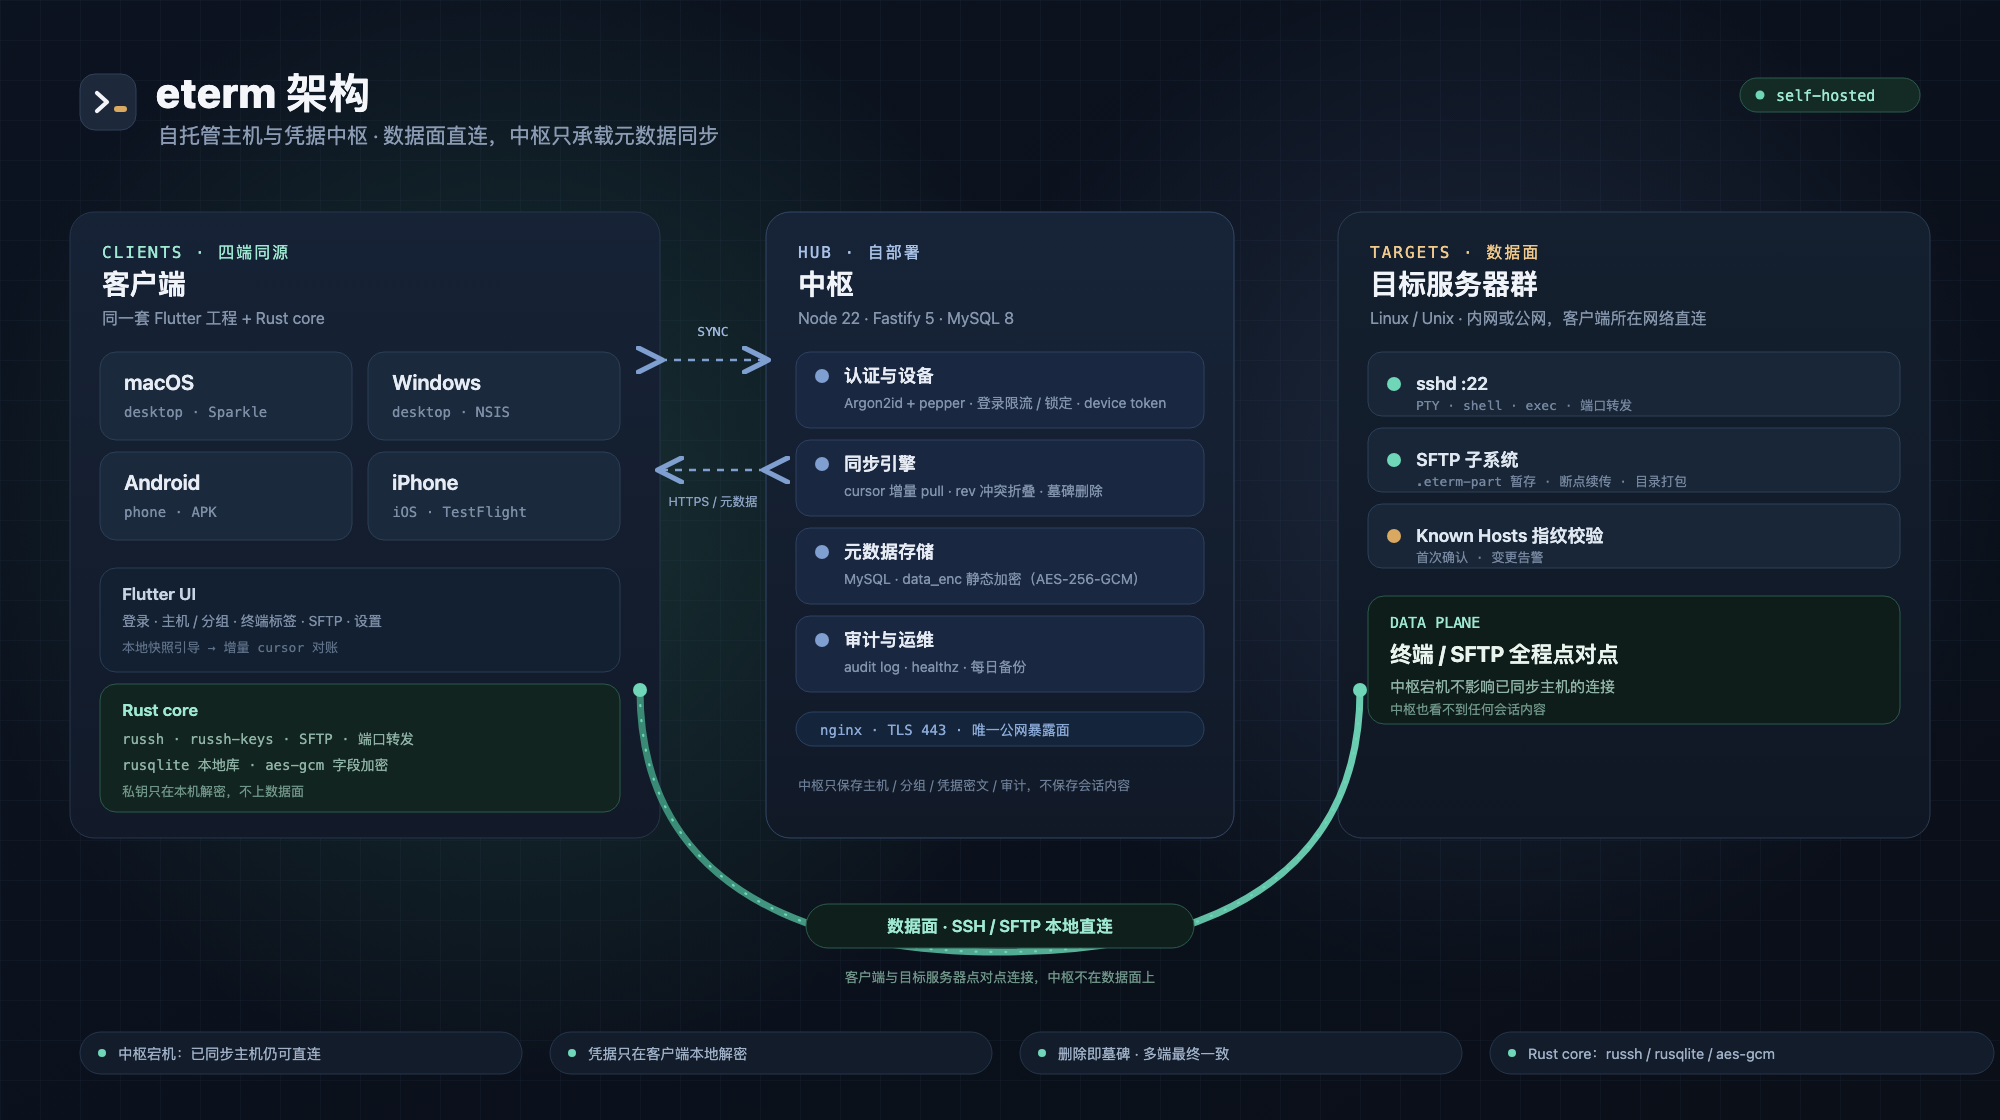 eterm 架构
自托管主机与凭据中枢 · 数据面直连，中枢只承载元数据同步
self-hosted
CLIENTS · 四端同源
客户端
同一套 Flutter 工程 + Rust core
macOS
desktop · Sparkle
Windows
desktop · NSIS
Android
phone · APK
iPhone
iOS · TestFlight
Flutter UI
登录 · 主机 / 分组 · 终端标签 · SFTP · 设置
本地快照引导 → 增量 cursor 对账
Rust core
russh · russh-keys · SFTP · 端口转发
rusqlite 本地库 · aes-gcm 字段加密
私钥只在本机解密，不上数据面
SYNC
HTTPS / 元数据
HUB · 自部署
中枢
Node 22 · Fastify 5 · MySQL 8
认证与设备
Argon2id + pepper · 登录限流 / 锁定 · device token
同步引擎
cursor 增量 pull · rev 冲突折叠 · 墓碑删除
元数据存储
MySQL · data_enc 静态加密（AES-256-GCM）
审计与运维
audit log · healthz · 每日备份
nginx · TLS 443 · 唯一公网暴露面
中枢只保存主机 / 分组 / 凭据密文 / 审计，不保存会话内容
TARGETS · 数据面
目标服务器群
Linux / Unix · 内网或公网，客户端所在网络直连
sshd :22
PTY · shell · exec · 端口转发
SFTP 子系统
.eterm-part 暂存 · 断点续传 · 目录打包
Known Hosts 指纹校验
首次确认 · 变更告警
DATA PLANE
终端 / SFTP 全程点对点
中枢宕机不影响已同步主机的连接
中枢也看不到任何会话内容
数据面 · SSH / SFTP 本地直连
客户端与目标服务器点对点连接，中枢不在数据面上
中枢宕机：已同步主机仍可直连
凭据只在客户端本地解密
删除即墓碑 · 多端最终一致
Rust core：russh / rusqlite / aes-gcm